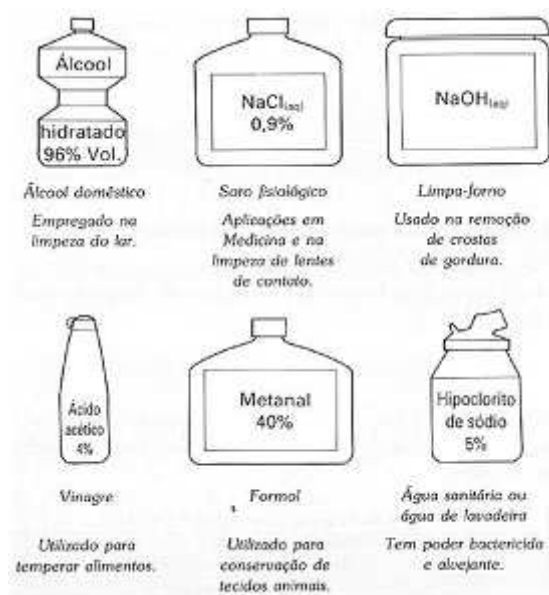 Álcool
hidratado
96% Vol.
NaCl(aq)
0,9%
NaOH(aq)
Álcool doméstico
Soro fisiológico
Limpa-forno
Empregado na
limpeza do lar.
Aplicações em
Medicina e na
limpeza de lentes
de contato.
Usado na remoção
de crostas
de gordura.
Ácido
acético
4%
Metanal
40%
Hipoclorito
de sódio
5%
Vinagre
Formol
Água sanitária ou
água de lavadeira
Utilizado para
temperar alimentos.
Utilizado para
conservação de
tecidos animais.
Tem poder bactericida
e alvejante.